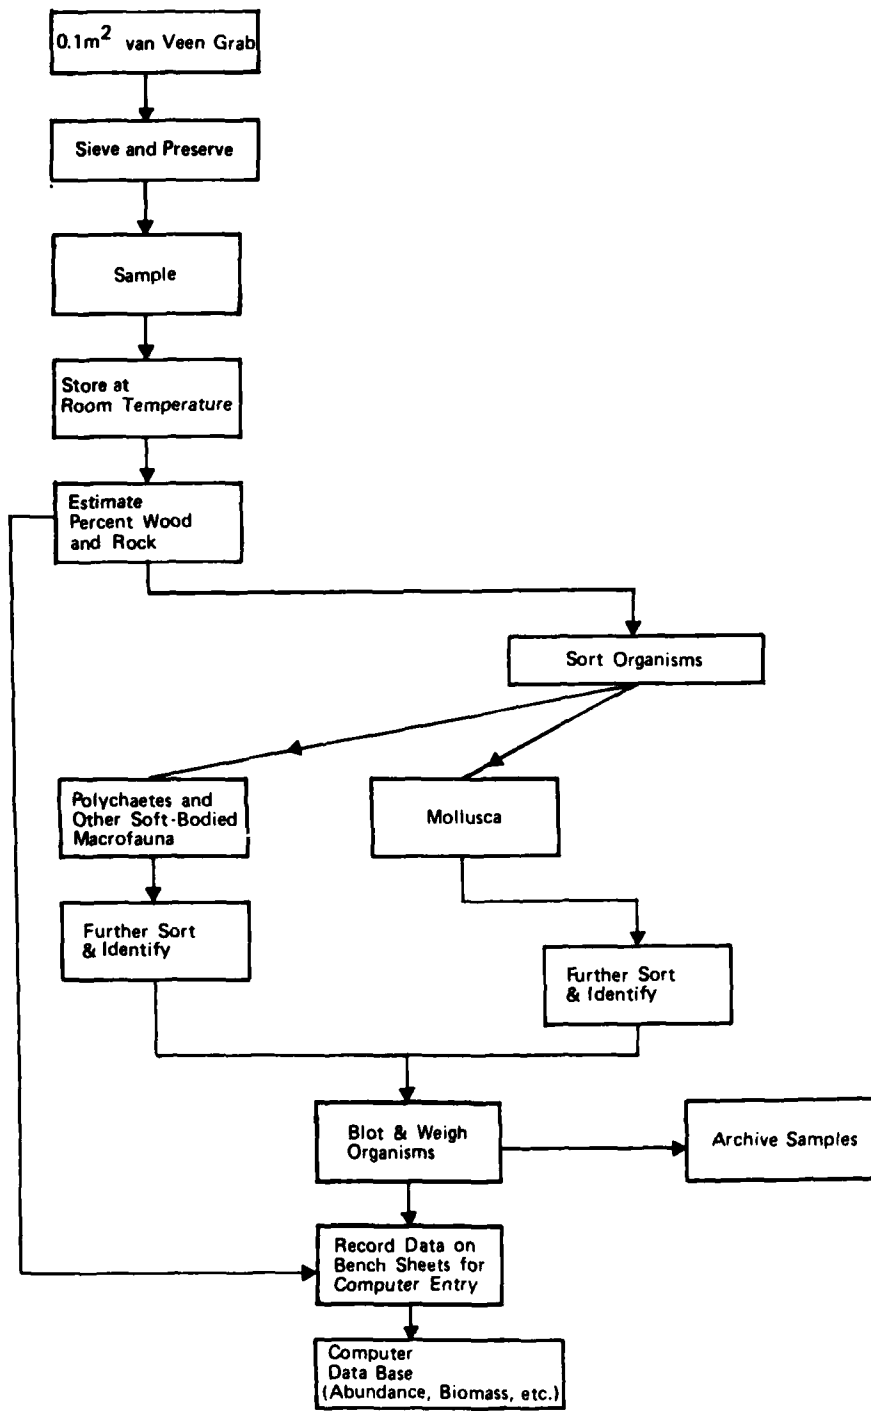 0.1m² van Veen Grab
Sieve and Preserve
Sample
Store at
Room Temperature
Estimate
Percent Wood
and Rock
Sort Organisms
Polychaetes and
Other Soft-Bodied
Macrofauna
Mollusca
Further Sort
& Identify
Further Sort
& Identify
Blot & Weigh
Organisms
Archive Samples
Record Data on
Bench Sheets for
Computer Entry
Computer
Data Base
(Abundance, Biomass, etc.)